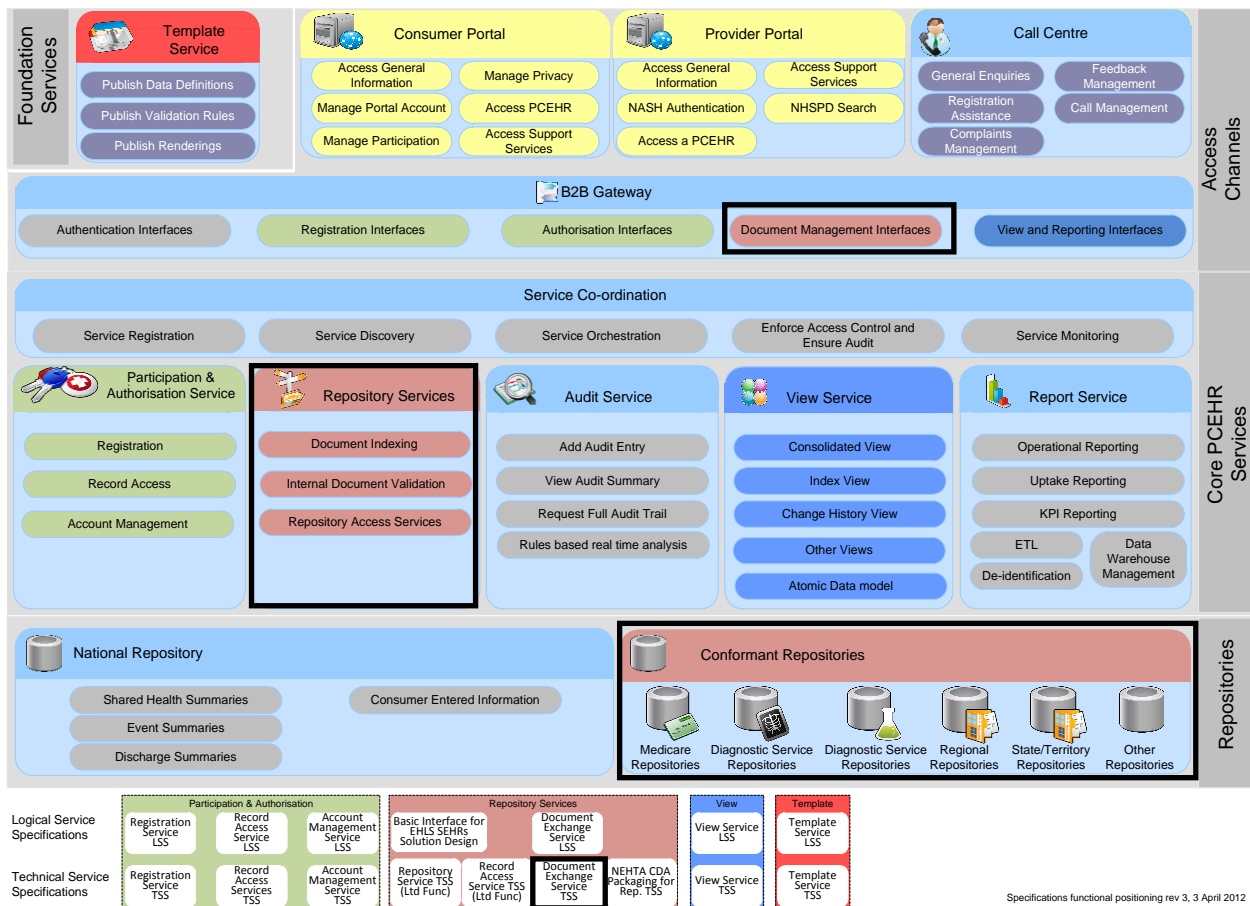 Foundation
Services
Template
Service
Publish Data Definitions
Publish Validation Rules
Publish Renderings
Consumer Portal
Access General
Information
Manage Privacy
Manage Portal Account
Access PCEHR
Manage Participation
Access Support
Services
Provider Portal
Access General
Information
Access Support
Services
NASH Authentication
NHSPD Search
Access a PCEHR
Call Centre
General Enquiries
Feedback
Management
Registration
Assistance
Call Management
Complaints
Management
Access
Channels
B2B Gateway
Authentication Interfaces
Registration Interfaces
Authorisation Interfaces
Document Management Interfaces
View and Reporting Interfaces
Service Co-ordination
Service Registration
Service Discovery
Service Orchestration
Enforce Access Control and
Ensure Audit
Service Monitoring
Participation &
Authorisation Service
Registration
Record Access
Account Management
Repository Services
Document Indexing
Internal Document Validation
Repository Access Services
Audit Service
Add Audit Entry
View Audit Summary
Request Full Audit Trail
Rules based real time analysis
View Service
Consolidated View
Index View
Change History View
Other Views
Atomic Data model
Report Service
Operational Reporting
Uptake Reporting
KPI Reporting
ETL
De-identification
Data
Warehouse
Management
Core PCEHR
Services
National Repository
Shared Health Summaries
Consumer Entered Information
Event Summaries
Discharge Summaries
Conformant Repositories
Medicare
Repositories
Diagnostic Service
Repositories
Diagnostic Service
Repositories
Regional
Repositories
State/Territory
Repositories
Other
Repositories
Repositories
Logical Service
Specifications
Technical Service
Specifications
Participation & Authorisation
Registration
Service
LSS
Record
Access
Service
LSS
Account
Management
Service
LSS
Registration
Service
TSS
Record
Access
Services
TSS
Account
Management
Service
TSS
Repository Services
Basic Interface for
EHLS SEHRs
Solution Design
Document
Exchange
Service
LSS
Repository
Service TSS
(Ltd Func)
Record
Access
Service TSS
(Ltd Func)
Document
Exchange
Service
TSS
NEHTA CDA
Packaging for
Rep. TSS
View
View Service
LSS
View Service
TSS
Template
Template
Service
LSS
Template
Service
TSS
Specifications functional positioning rev 3, 3 April 2012